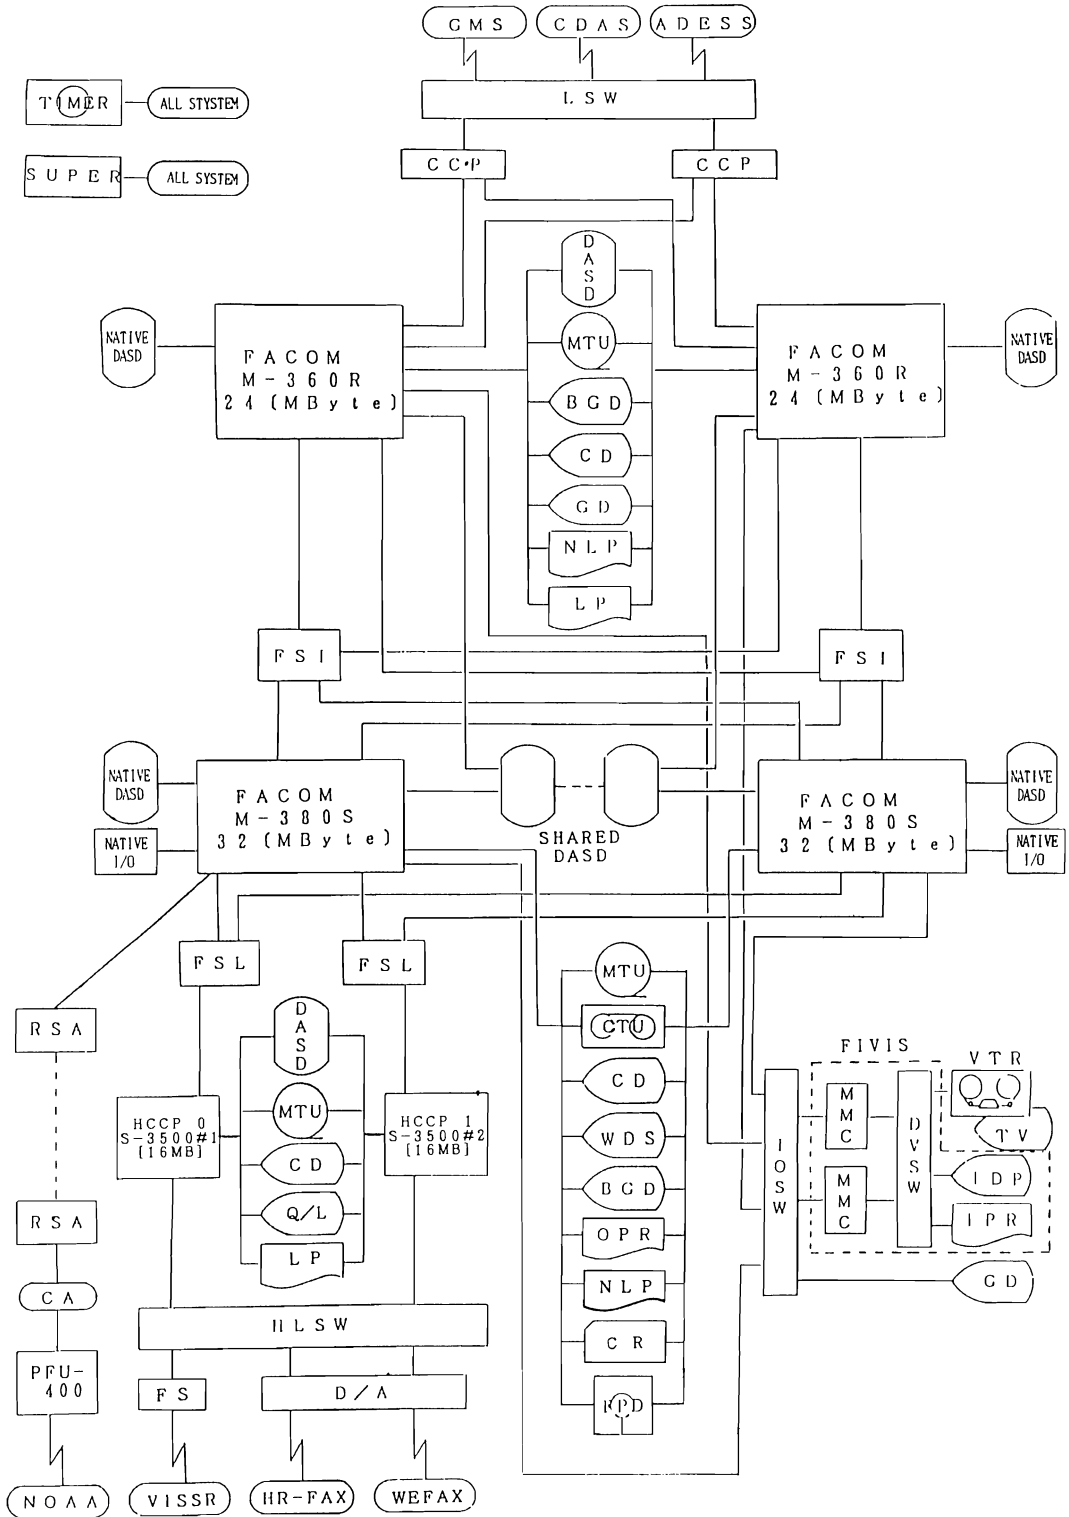 GMS
CDAS
ADESS
LSW
TIMER
ALL STYSTEM
SUPER
ALL SYSTEM
CCP
CCP
DASD
MTU
BGD
CD
GD
NLP
LP
NATIVE
DASD
FACOM
M-360R
24 (MByte)
FACOM
M-360R
24 (MByte)
NATIVE
DASD
FSI
FSI
NATIVE
DASD
NATIVE
I/O
FACOM
M-380S
32 (MByte)
SHARED
DASD
FACOM
M-380S
32 (MByte)
NATIVE
DASD
NATIVE
I/O
FSL
FSL
RSA
RSA
CA
PFU-
400
NOAA
DASD
MTU
CD
Q/L
LP
HCCP 0
S-3500#1
[16MB]
HCCP 1
S-3500#2
[16MB]
HLSW
FS
D/A
VISSR
HR-FAX
WEFAX
MTU
CTU
CD
WDS
BGD
OPR
NLP
CR
FPD
FIVIS
VTR
IOSW
MMC
MMC
DVSW
TV
IDP
IPR
GD